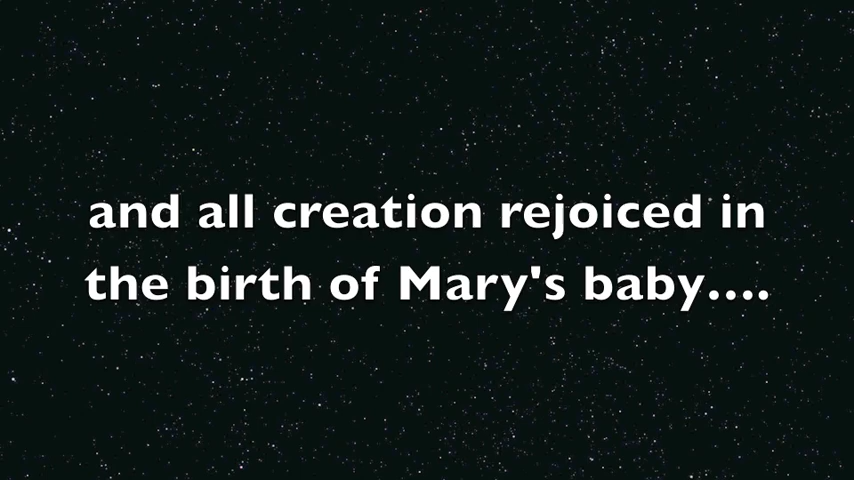 and all creation rejoiced in
the birth of Mary's baby....